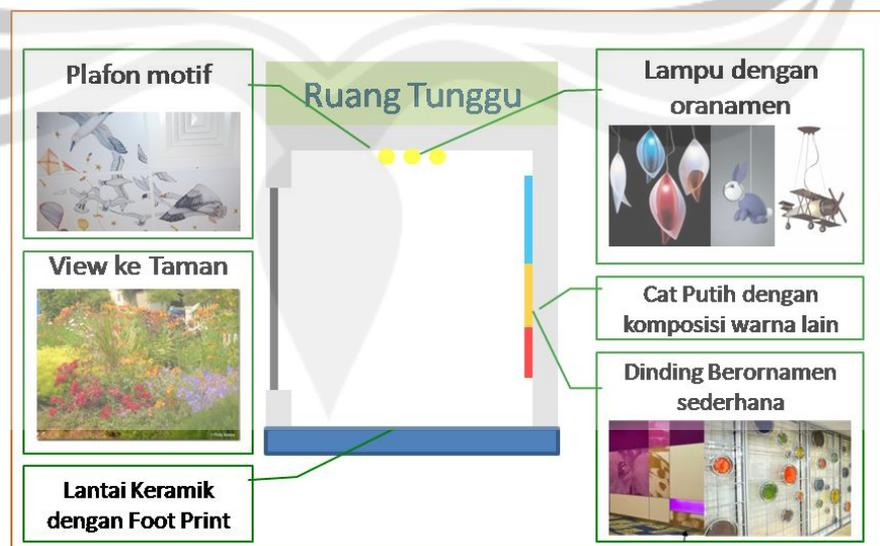 Plafon motif
Ruang Tunggu
Lampu dengan
oranamen
View ke Taman
Cat Putih dengan
komposisi warna lain
Dinding Berornamen
sederhana
Lantai Keramik
dengan Foot Print